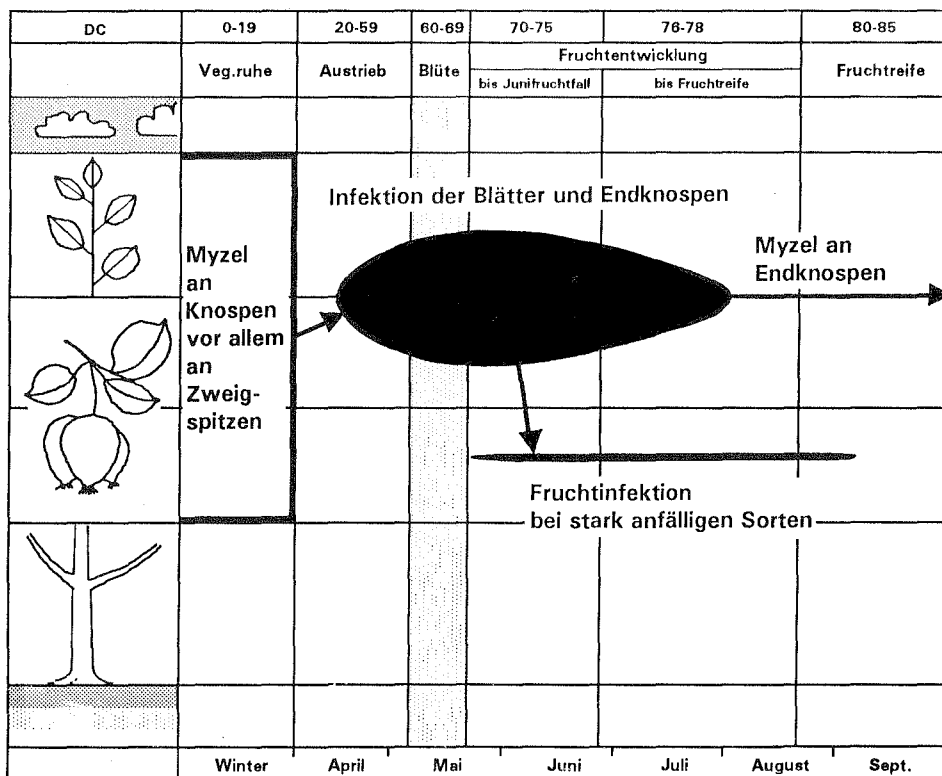 DC 0-19 20-59 60-69 70-75 76-78 80-85
Fruchtentwicklung
Veg.ruhe Austrieb Blüte Fruchtreife
bis Junifruchtfall bis Fruchtreife
Infektion der Blätter und Endknospen
Myzel
an
Knospen
vor allem
an
Zweig-
spitzen
Myzel an
Endknospen
Fruchtinfektion
bei stark anfälligen Sorten
Winter April Mai Juni Juli August Sept.